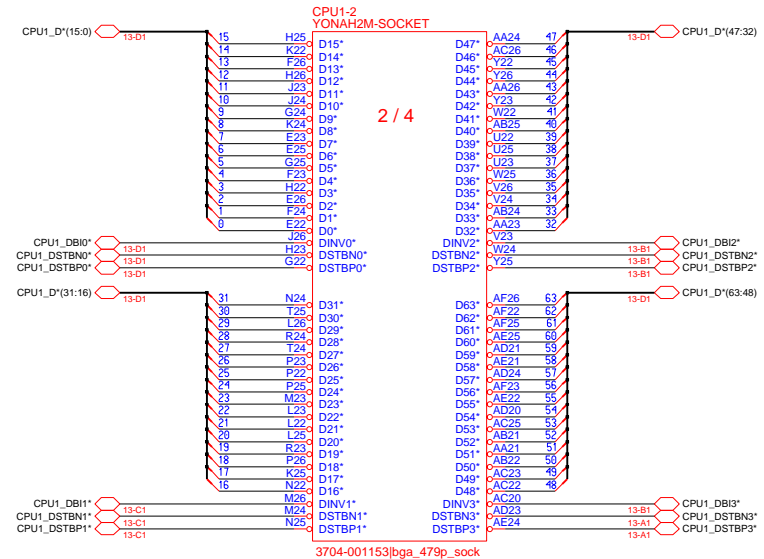 CPU1-2
YONAH2M-SOCKET
2 / 4
CPU1_D*(15:0) 13-D1
15 H25 D15*
14 K22 D14*
13 F26 D13*
12 H26 D12*
11 J23 D11*
10 J24 D10*
9 G24 D9*
8 K24 D8*
7 E23 D7*
6 E25 D6*
5 G25 D5*
4 F23 D4*
3 H22 D3*
2 E26 D2*
1 F24 D1*
0 E22 D0*
CPU1_DBI0* 13-D1 J26 DINV0*
CPU1_DSTBN0* 13-D1 H23 DSTBN0*
CPU1_DSTBP0* 13-D1 G22 DSTBP0*
D47* AA24 47 13-D1 CPU1_D*(47:32)
D46* AC26 46
D45* Y22 45
D44* Y26 44
D43* AA26 43
D42* Y23 42
D41* W22 41
D40* AB25 40
D39* U22 39
D38* U25 38
D37* U23 37
D36* W25 36
D35* V26 35
D34* V24 34
D33* AB24 33
D32* AA23 32
DINV2* V23 13-B1 CPU1_DBI2*
DSTBN2* W24 13-B1 CPU1_DSTBN2*
DSTBP2* Y25 13-B1 CPU1_DSTBP2*
CPU1_D*(31:16) 13-D1
31 N24 D31*
30 T25 D30*
29 L26 D29*
28 R24 D28*
27 T24 D27*
26 P23 D26*
25 P22 D25*
24 P25 D24*
23 M23 D23*
22 L23 D22*
21 L22 D21*
20 L25 D20*
19 R23 D19*
18 P26 D18*
17 K25 D17*
16 N22 D16*
CPU1_DBI1* 13-C1 M26 DINV1*
CPU1_DSTBN1* 13-C1 M24 DSTBN1*
CPU1_DSTBP1* 13-C1 N25 DSTBP1*
D63* AF26 63 13-D1 CPU1_D*(63:48)
D62* AF22 62
D61* AF25 61
D60* AE25 60
D59* AD21 59
D58* AE21 58
D57* AD24 57
D56* AF23 56
D55* AE22 55
D54* AD20 54
D53* AC25 53
D52* AB21 52
D51* AA21 51
D50* AB22 50
D49* AC23 49
D48* AC22 48
DINV3* AC20 13-B1 CPU1_DBI3*
DSTBN3* AD23 13-A1 CPU1_DSTBN3*
DSTBP3* AE24 13-A1 CPU1_DSTBP3*
3704-001153|bga_479p_sock